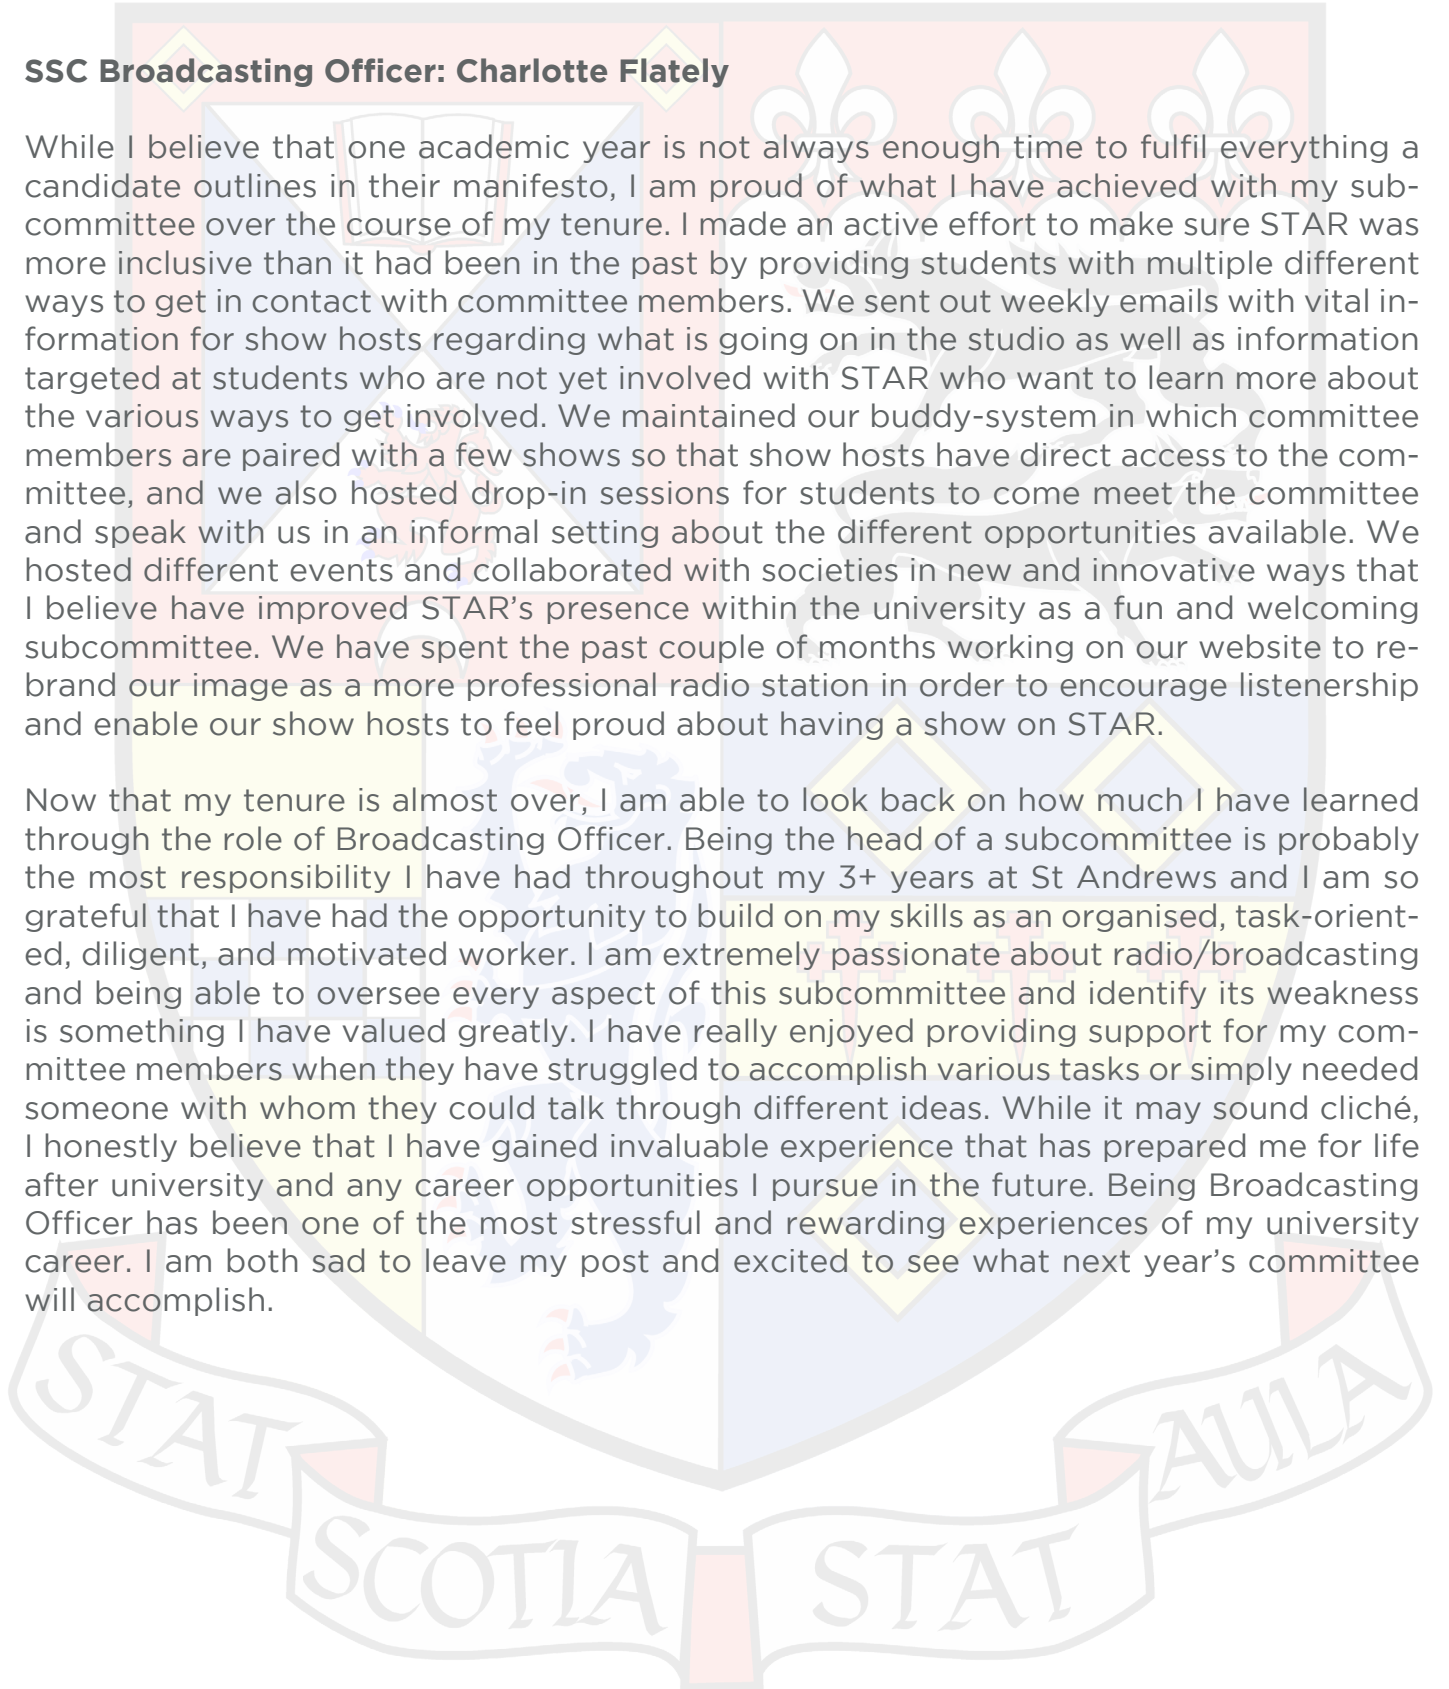 SSC Broadcasting Officer: Charlotte Flately
While I believe that one academic year is not always enough time to fulfil everything a
candidate outlines in their manifesto, I am proud of what I have achieved with my sub-
committee over the course of my tenure. I made an active effort to make sure STAR was
more inclusive than it had been in the past by providing students with multiple different
ways to get in contact with committee members. We sent out weekly emails with vital in-
formation for show hosts regarding what is going on in the studio as well as information
targeted at students who are not yet involved with STAR who want to learn more about
the various ways to get involved. We maintained our buddy-system in which committee
members are paired with a few shows so that show hosts have direct access to the com-
mittee, and we also hosted drop-in sessions for students to come meet the committee
and speak with us in an informal setting about the different opportunities available. We
hosted different events and collaborated with societies in new and innovative ways that
I believe have improved STAR’s presence within the university as a fun and welcoming
subcommittee. We have spent the past couple of months working on our website to re-
brand our image as a more professional radio station in order to encourage listenership
and enable our show hosts to feel proud about having a show on STAR.
Now that my tenure is almost over, I am able to look back on how much I have learned
through the role of Broadcasting Officer. Being the head of a subcommittee is probably
the most responsibility I have had throughout my 3+ years at St Andrews and I am so
grateful that I have had the opportunity to build on my skills as an organised, task-orient-
ed, diligent, and motivated worker. I am extremely passionate about radio/broadcasting
and being able to oversee every aspect of this subcommittee and identify its weakness
is something I have valued greatly. I have really enjoyed providing support for my com-
mittee members when they have struggled to accomplish various tasks or simply needed
someone with whom they could talk through different ideas. While it may sound cliché,
I honestly believe that I have gained invaluable experience that has prepared me for life
after university and any career opportunities I pursue in the future. Being Broadcasting
Officer has been one of the most stressful and rewarding experiences of my university
career. I am both sad to leave my post and excited to see what next year’s committee
will accomplish.
STAT SCOTIA STAT AULA